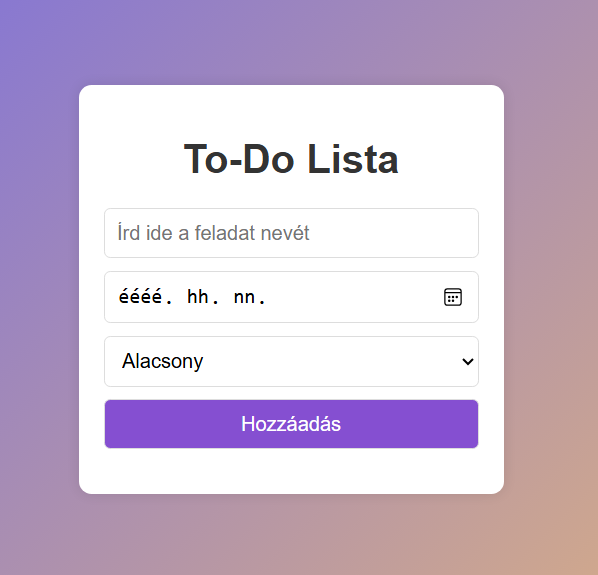 To-Do Lista
Írd ide a feladat nevét
éééé. hh. nn.
Alacsony
Hozzáadás